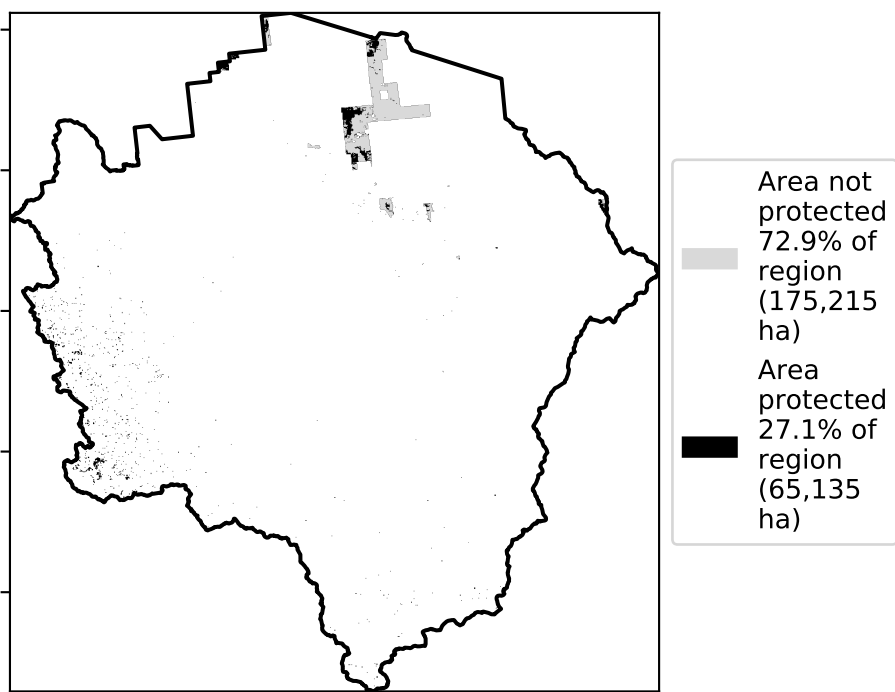 Area not
protected
72.9% of
region
(175,215
ha)
Area
protected
27.1% of
region
(65,135
ha)